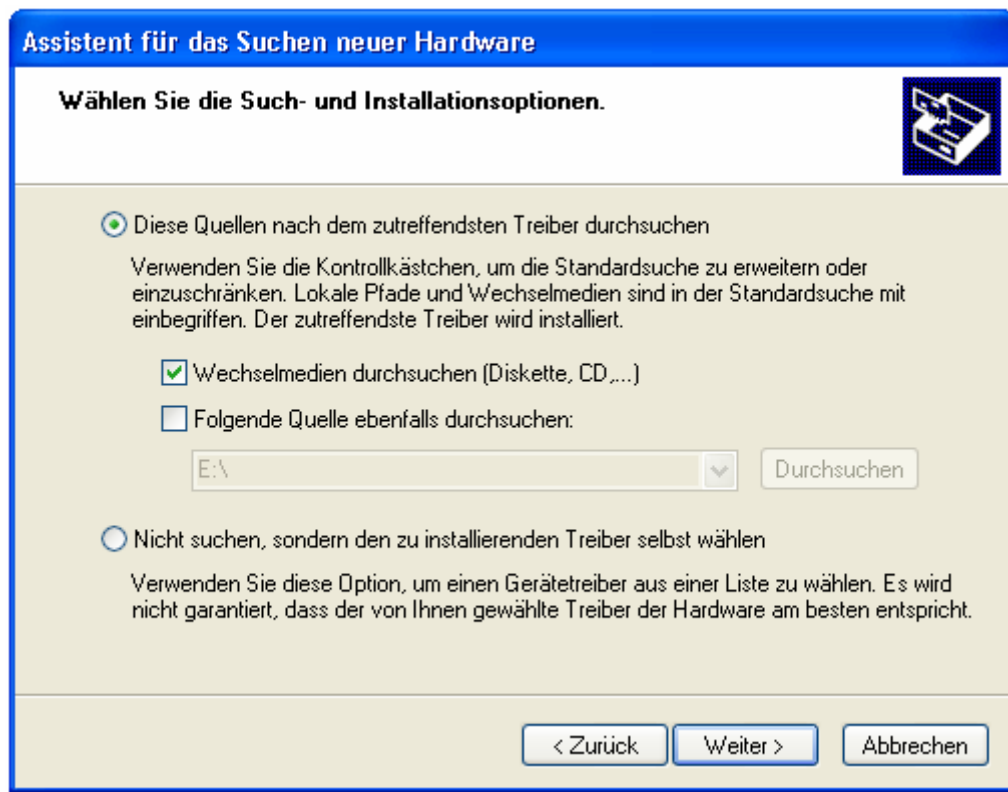 Assistent für das Suchen neuer Hardware
Wählen Sie die Such- und Installationsoptionen.
Diese Quellen nach dem zutreffendsten Treiber durchsuchen
Verwenden Sie die Kontrollkästchen, um die Standardsuche zu erweitern oder
einzuschränken. Lokale Pfade und Wechselmedien sind in der Standardsuche mit
einbegriffen. Der zutreffendste Treiber wird installiert.
Wechselmedien durchsuchen (Diskette, CD,...)
Folgende Quelle ebenfalls durchsuchen:
E:\
Durchsuchen
Nicht suchen, sondern den zu installierenden Treiber selbst wählen
Verwenden Sie diese Option, um einen Gerätetreiber aus einer Liste zu wählen. Es wird
nicht garantiert, dass der von Ihnen gewählte Treiber der Hardware am besten entspricht.
< Zurück
Weiter >
Abbrechen